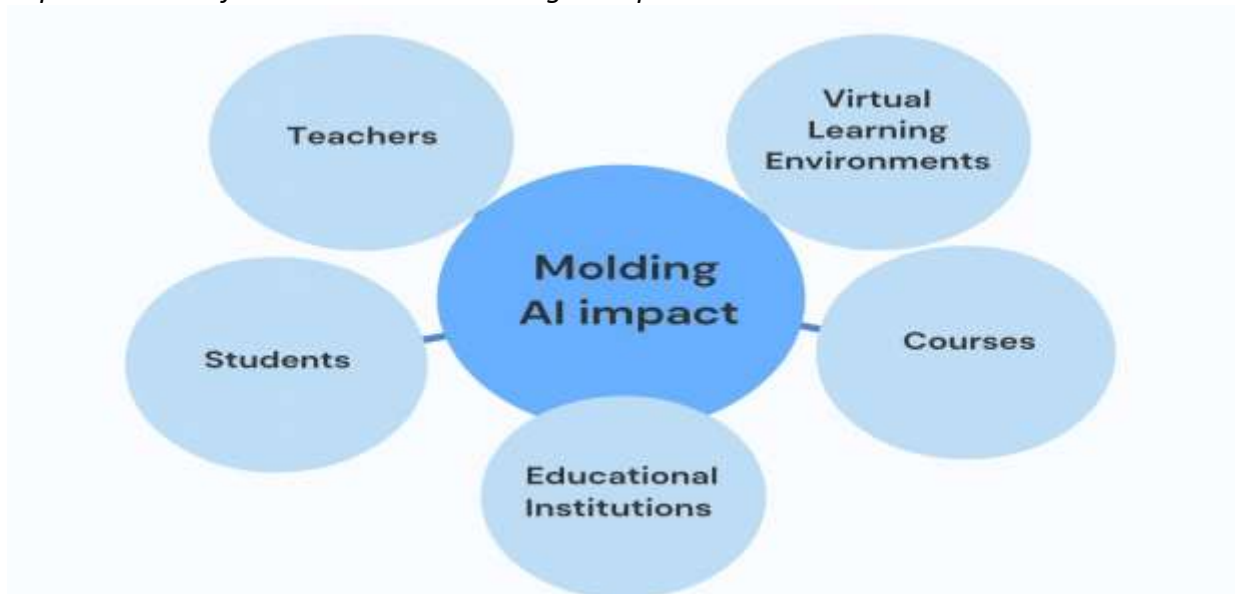 Teachers
Virtual
Learning
Environments
Molding
AI impact
Students
Courses
Educational
Institutions